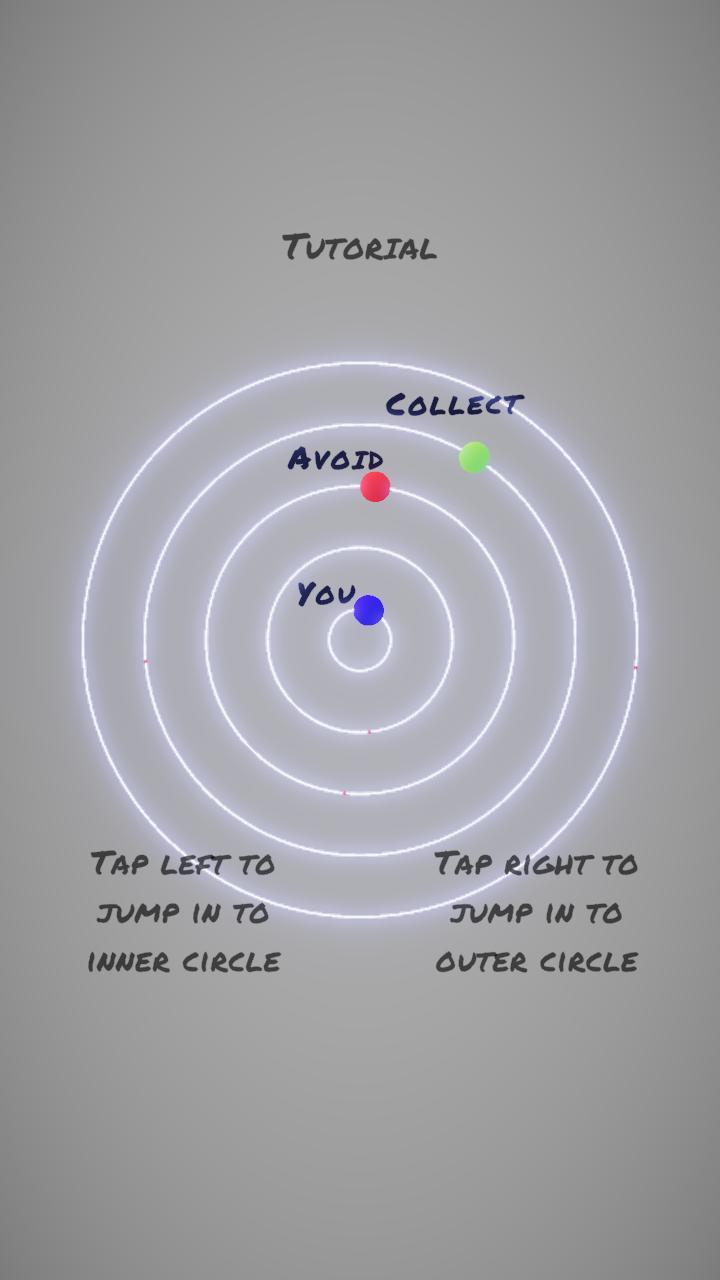 Tutorial
Collect
Avoid
You
Tap left to
jump in to
inner circle
Tap right to
jump in to
outer circle